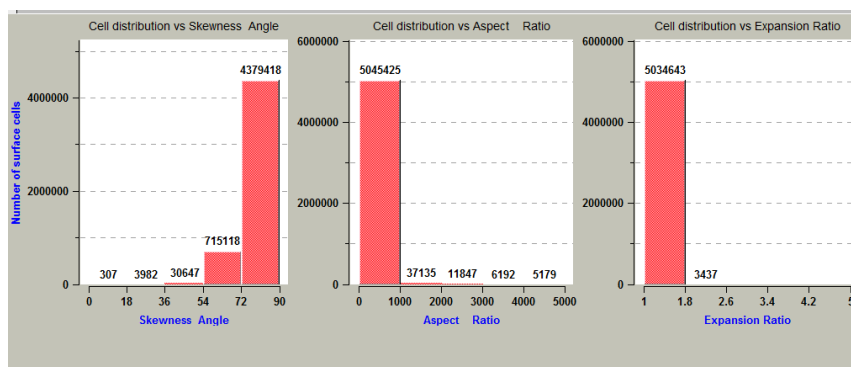 Cell distribution vs Skewness Angle
Number of surface cells
4000000
2000000
0
307 3982 30647 715118 4379418
0 18 36 54 72 90
Skewness Angle
Cell distribution vs Aspect Ratio
6000000
4000000
2000000
0
5045425 37135 11847 6192 5179
0 1000 2000 3000 4000 5000
Aspect Ratio
Cell distribution vs Expansion Ratio
6000000
4000000
2000000
0
5034643 3437
1 1.8 2.6 3.4 4.2
Expansion Ratio